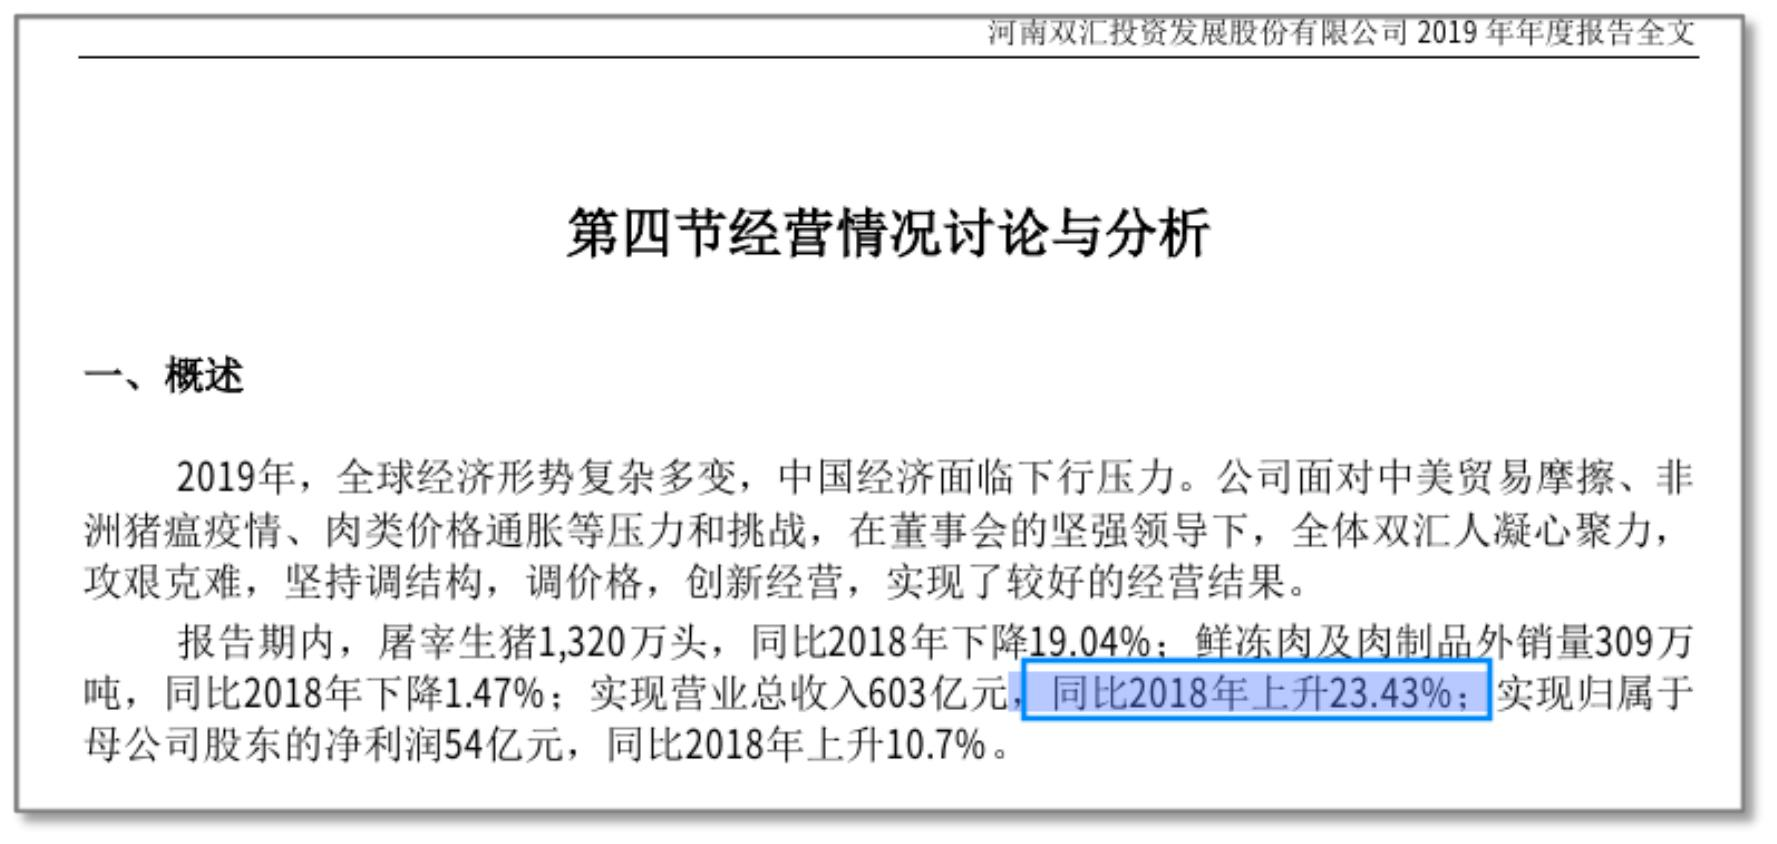 河南双汇投资发展股份有限公司 2019 年年度报告全文
第四节经营情况讨论与分析
一、概述
2019年，全球经济形势复杂多变，中国经济面临下行压力。公司面对中美贸易摩擦、非
洲猪瘟疫情、肉类价格通胀等压力和挑战，在董事会的坚强领导下，全体双汇人凝心聚力，
攻艰克难，坚持调结构，调价格，创新经营，实现了较好的经营结果。
报告期内，屠宰生猪1,320万头，同比2018年下降19.04%；鲜冻肉及肉制品外销量309万
吨，同比2018年下降1.47%；实现营业总收入603亿元，同比2018年上升23.43%；实现归属于
母公司股东的净利润54亿元，同比2018年上升10.7%。